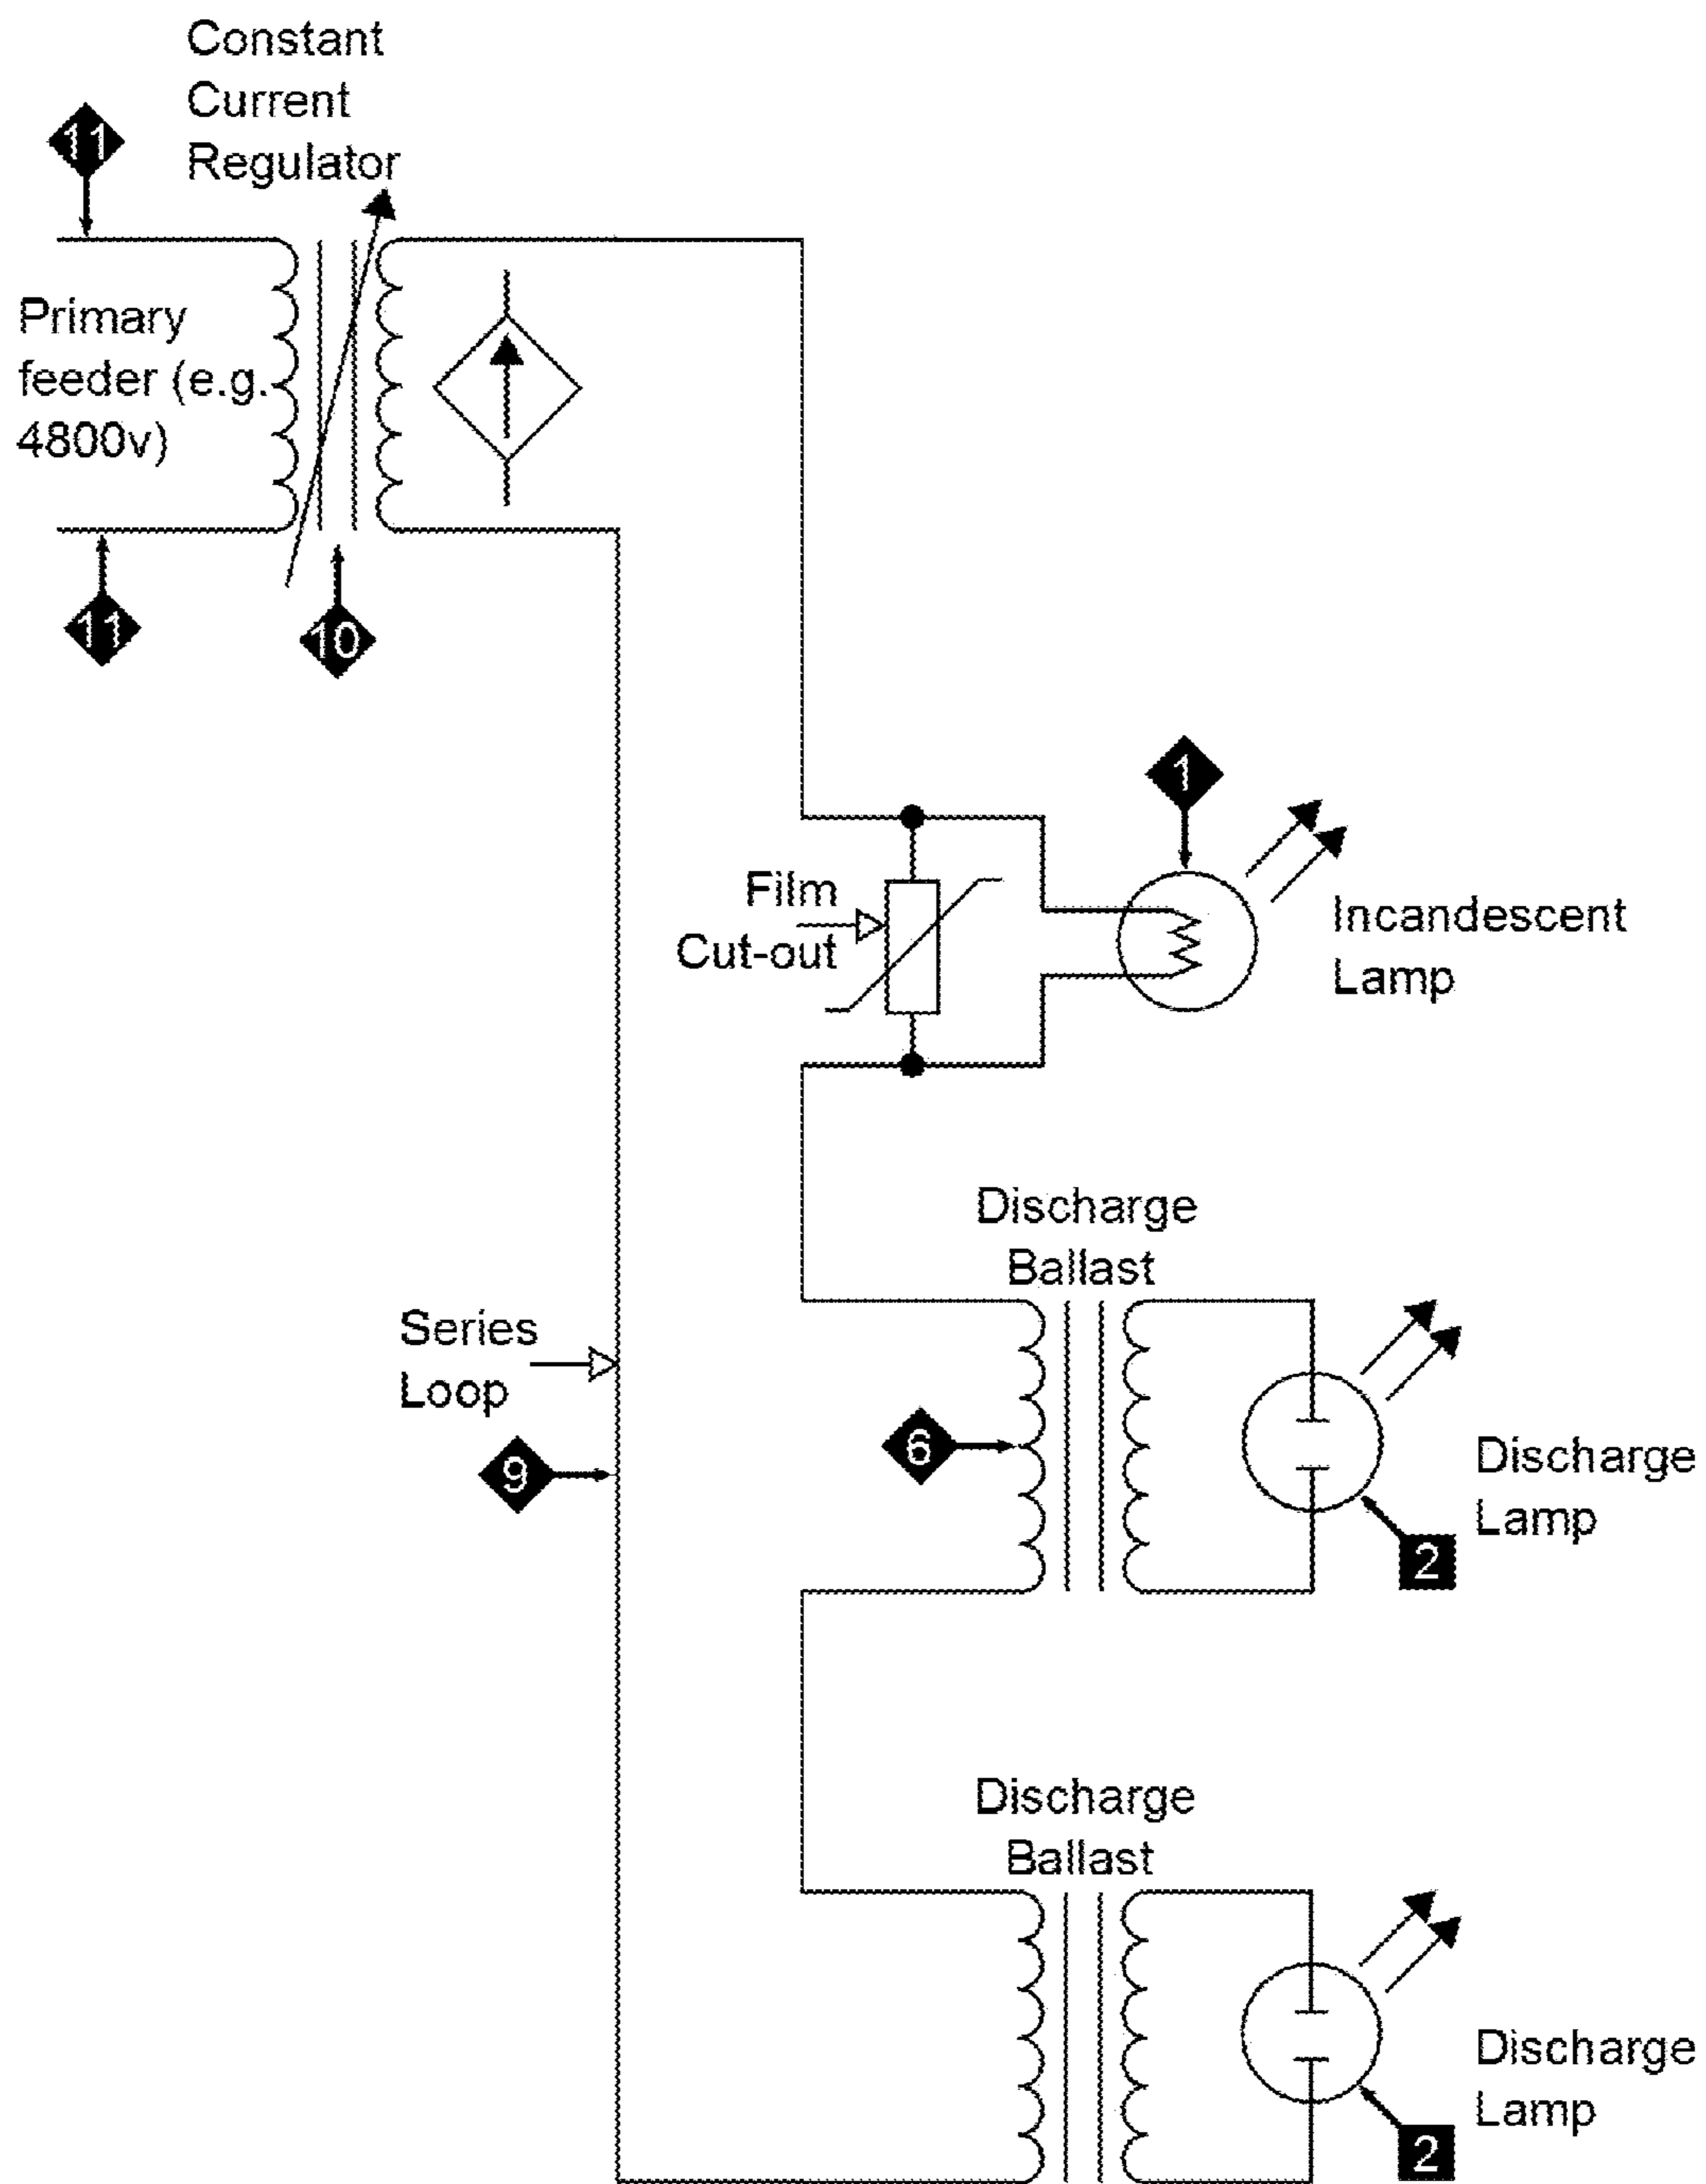 Constant
Current
Regulator
11
Primary
feeder (e.g.
4800v)
11
10
1
Film
Cut-out
Incandescent
Lamp
Discharge
Ballast
Series
Loop
6
9
Discharge
Lamp
2
Discharge
Ballast
Discharge
Lamp
2